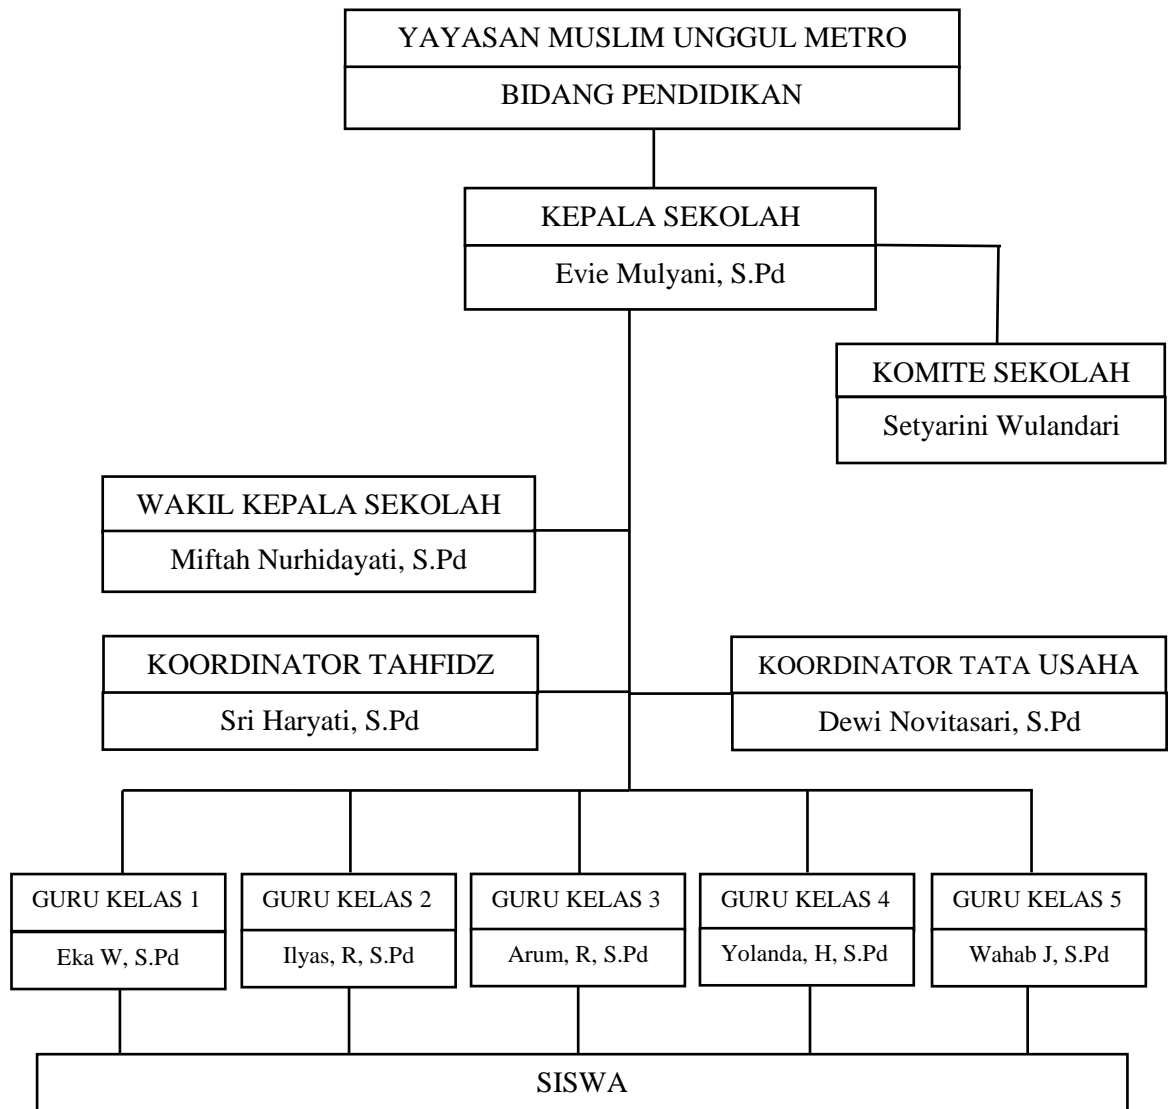 YAYASAN MUSLIM UNGGUL METRO
BIDANG PENDIDIKAN
KEPALA SEKOLAH
Evie Mulyani, S.Pd
KOMITE SEKOLAH
Setyarini Wulandari
WAKIL KEPALA SEKOLAH
Miftah Nurhidayati, S.Pd
KOORDINATOR TAHFIDZ
Sri Haryati, S.Pd
KOORDINATOR TATA USAHA
Dewi Novitasari, S.Pd
GURU KELAS 1
Eka W, S.Pd
GURU KELAS 2
Ilyas, R, S.Pd
GURU KELAS 3
Arum, R, S.Pd
GURU KELAS 4
Yolanda, H, S.Pd
GURU KELAS 5
Wahab J, S.Pd
SISWA